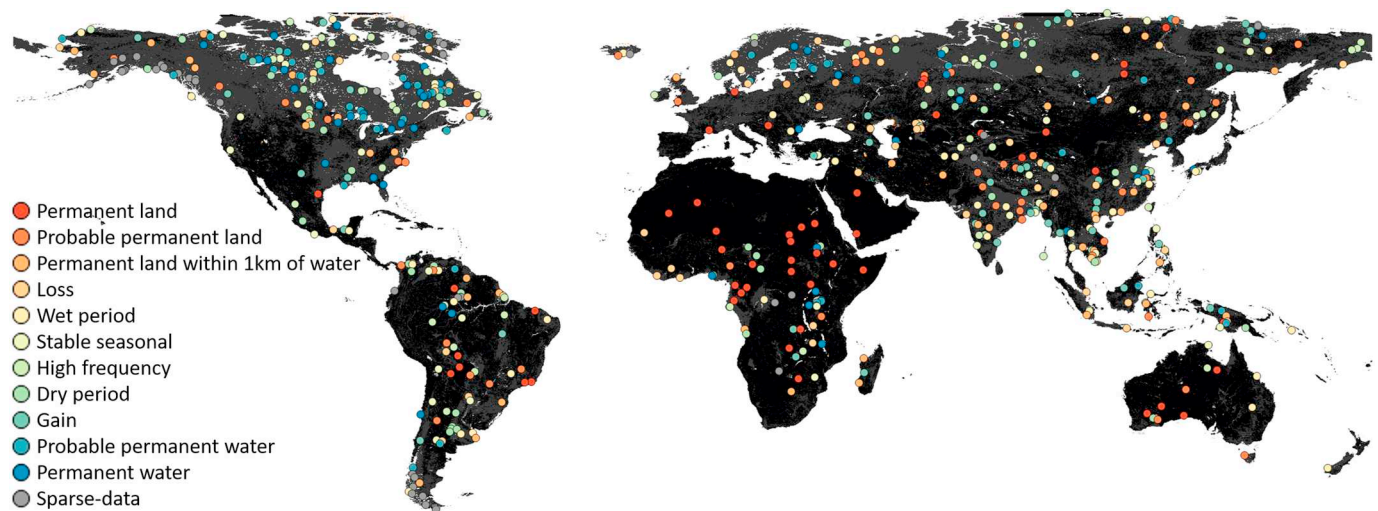 Permanent land
Probable permanent land
Permanent land within 1km of water
Loss
Wet period
Stable seasonal
High frequency
Dry period
Gain
Probable permanent water
Permanent water
Sparse-data